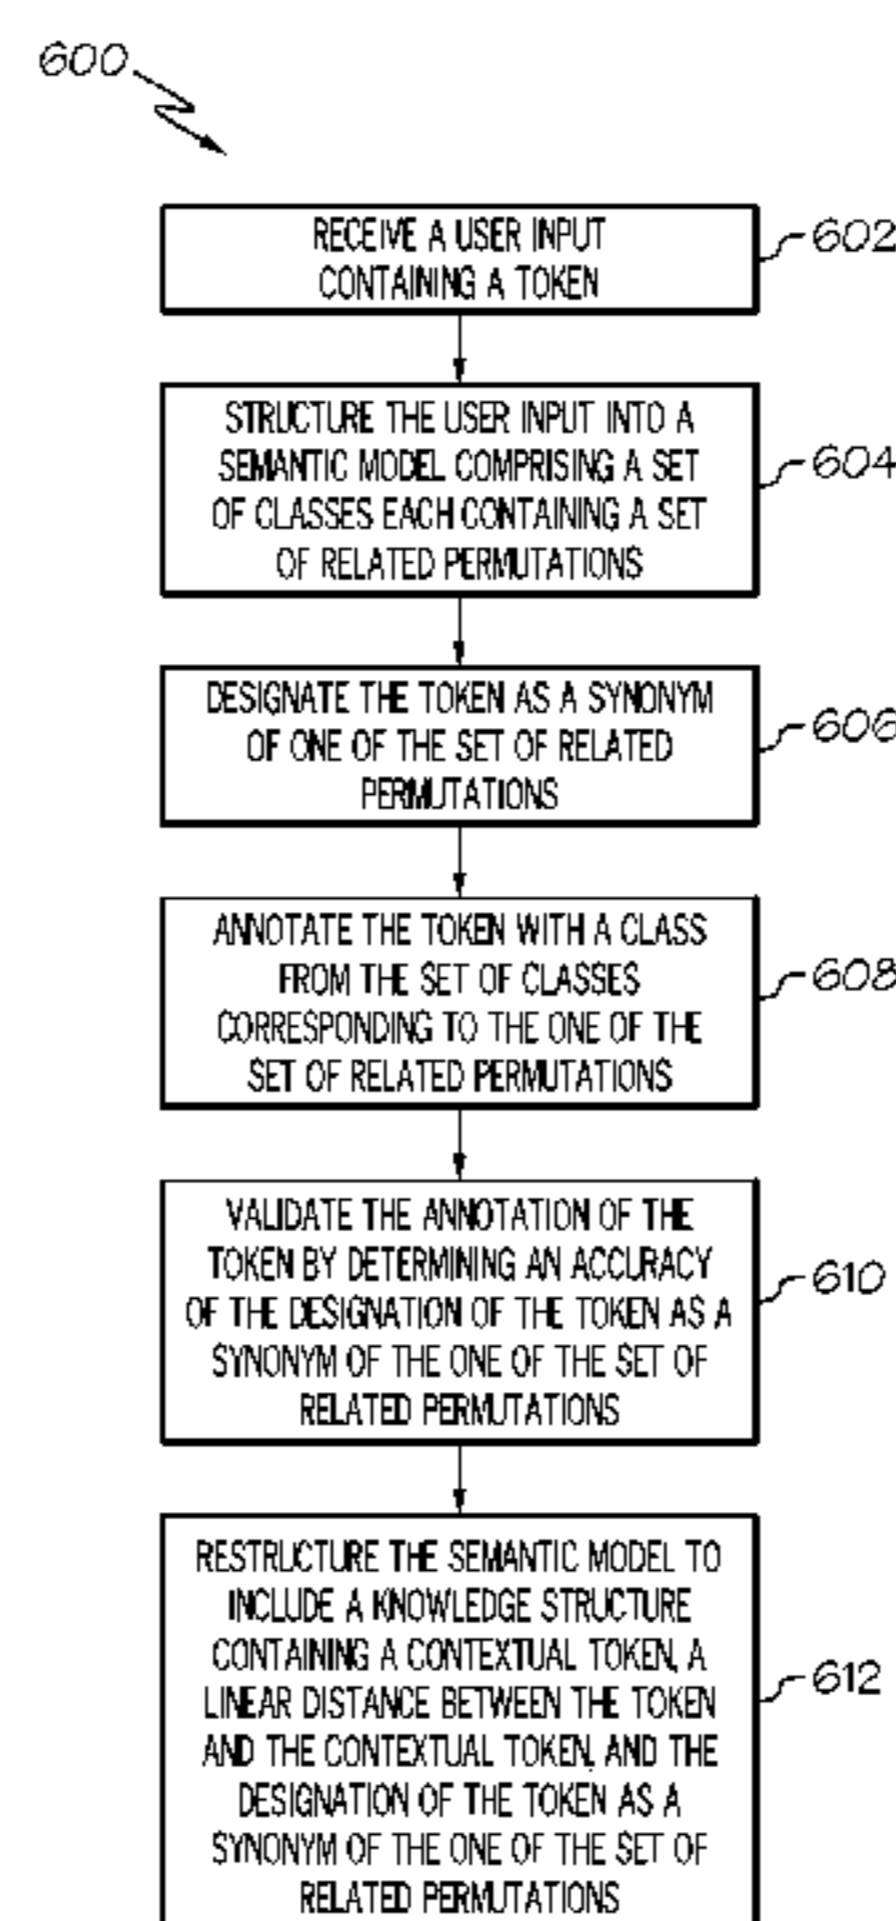 600
RECEIVE A USER INPUT
CONTAINING A TOKEN
602
STRUCTURE THE USER INPUT INTO A
SEMANTIC MODEL COMPRISING A SET
OF CLASSES EACH CONTAINING A SET
OF RELATED PERMUTATIONS
604
DESIGNATE THE TOKEN AS A SYNONYM
OF ONE OF THE SET OF RELATED
PERMUTATIONS
606
ANNOTATE THE TOKEN WITH A CLASS
FROM THE SET OF CLASSES
CORRESPONDING TO THE ONE OF THE
SET OF RELATED PERMUTATIONS
608
VALIDATE THE ANNOTATION OF THE
TOKEN BY DETERMINING AN ACCURACY
OF THE DESIGNATION OF THE TOKEN AS A
SYNONYM OF THE ONE OF THE SET OF
RELATED PERMUTATIONS
610
RESTRUCTURE THE SEMANTIC MODEL TO
INCLUDE A KNOWLEDGE STRUCTURE
CONTAINING A CONTEXTUAL TOKEN, A
LINEAR DISTANCE BETWEEN THE TOKEN
AND THE CONTEXTUAL TOKEN, AND THE
DESIGNATION OF THE TOKEN AS A
SYNONYM OF THE ONE OF THE SET OF
RELATED PERMUTATIONS
612